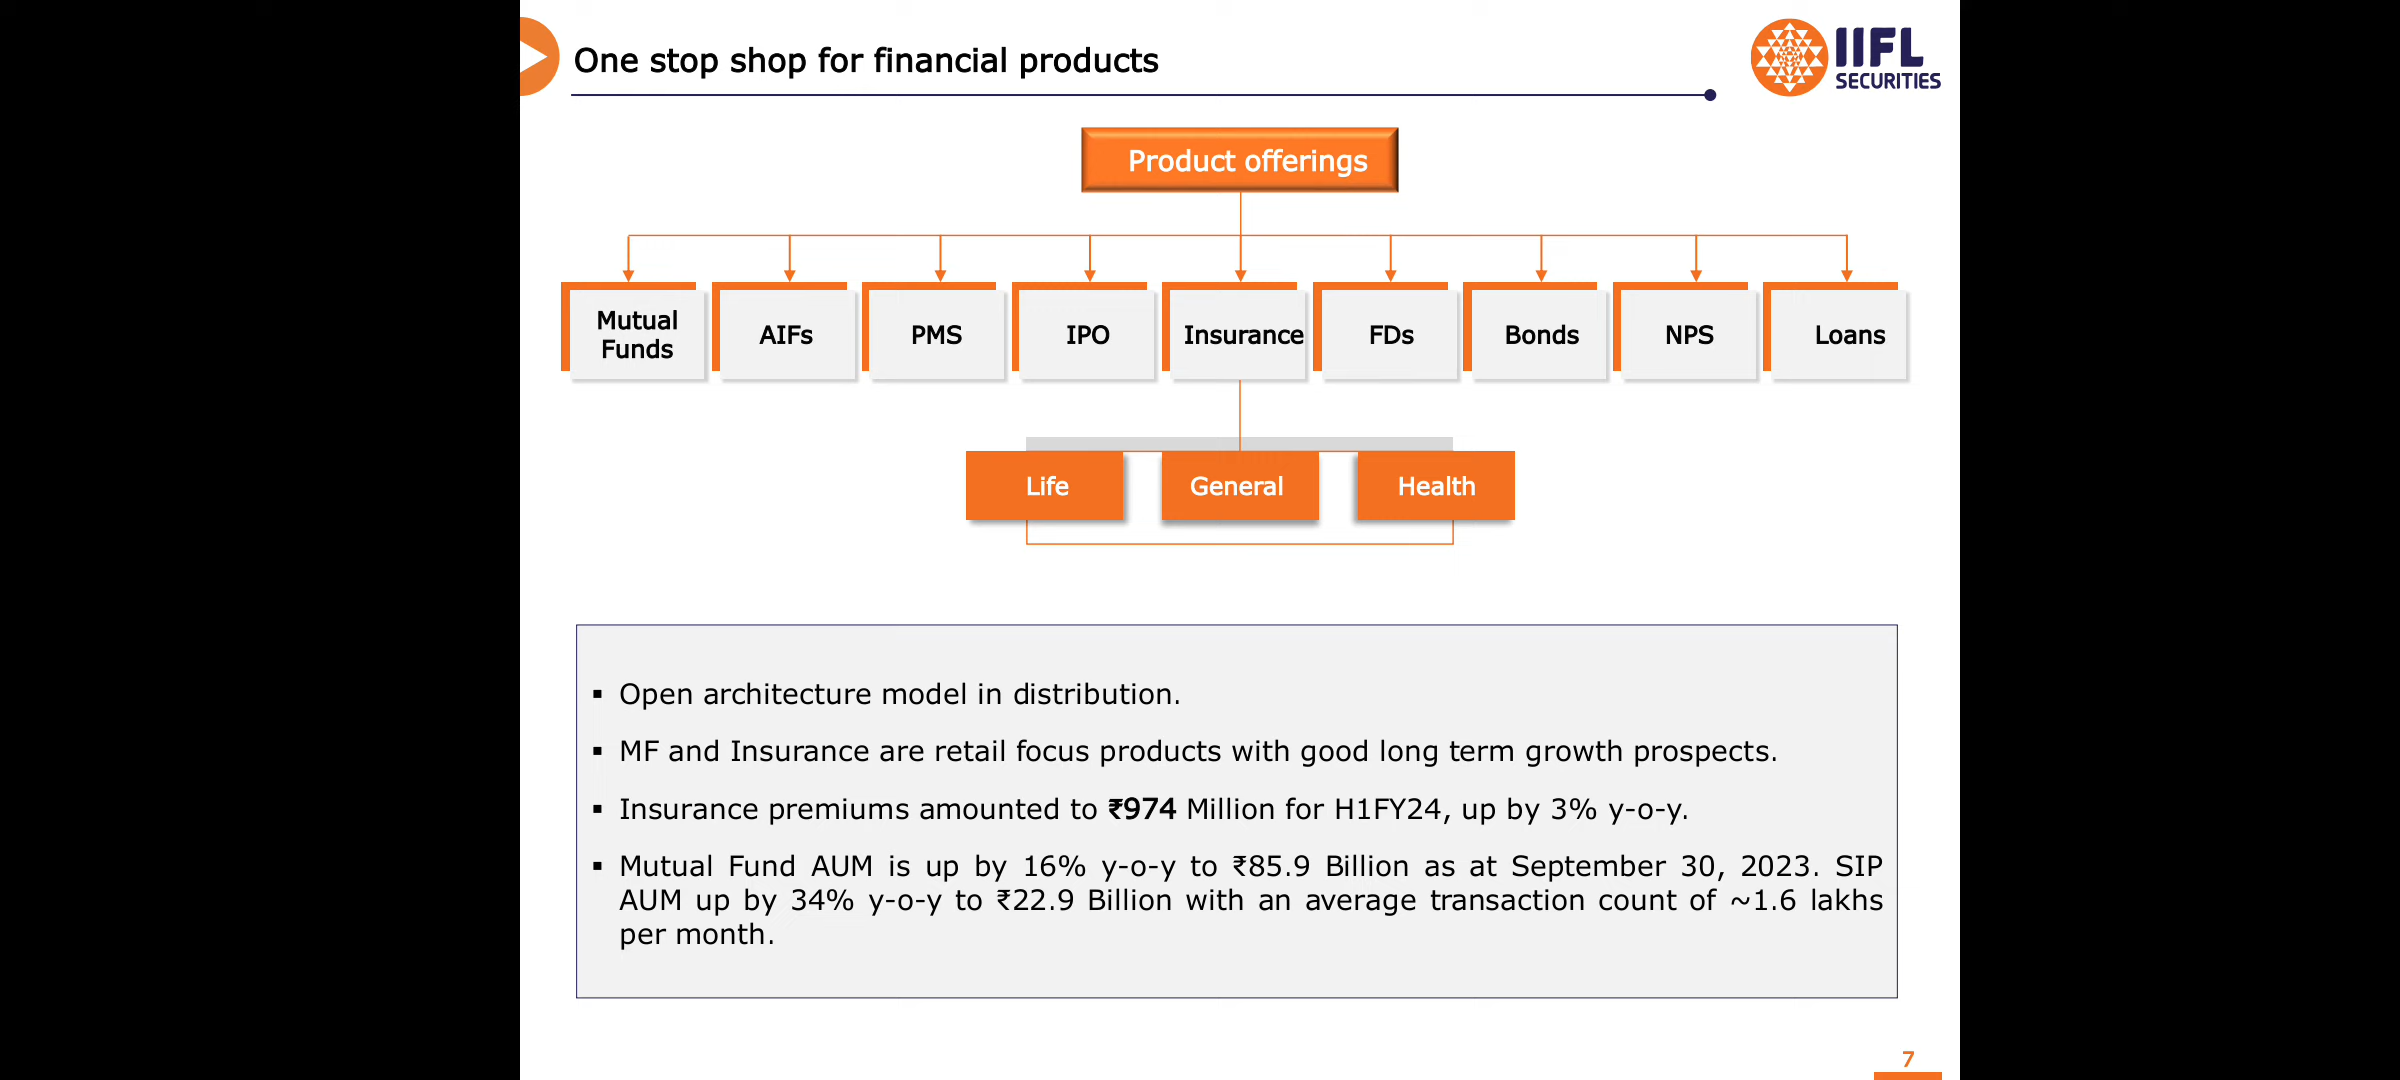 One stop shop for financial products
IIFL
SECURITIES
Product offerings
Mutual
Funds
AIFs
PMS
IPO
Insurance
FDs
Bonds
NPS
Loans
Life
General
Health
▪ Open architecture model in distribution.
▪ MF and Insurance are retail focus products with good long term growth prospects.
▪ Insurance premiums amounted to ₹974 Million for H1FY24, up by 3% y-o-y.
▪ Mutual Fund AUM is up by 16% y-o-y to ₹85.9 Billion as at September 30, 2023. SIP
AUM up by 34% y-o-y to ₹22.9 Billion with an average transaction count of ~1.6 lakhs
per month.
7